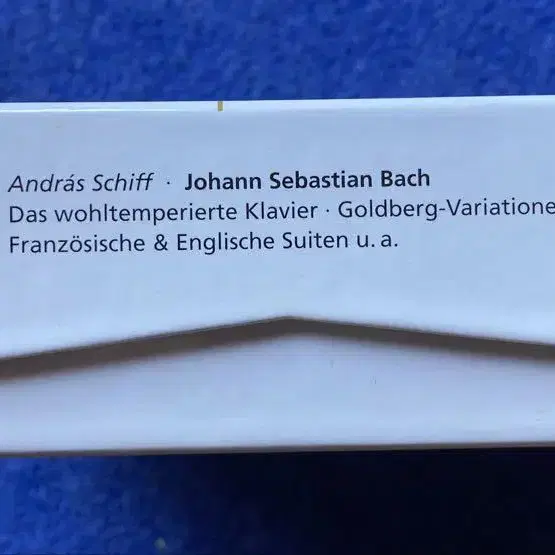 András Schiff · Johann Sebastian Bach
Das wohltemperierte Klavier · Goldberg-Variatione
Französische & Englische Suiten u. a.